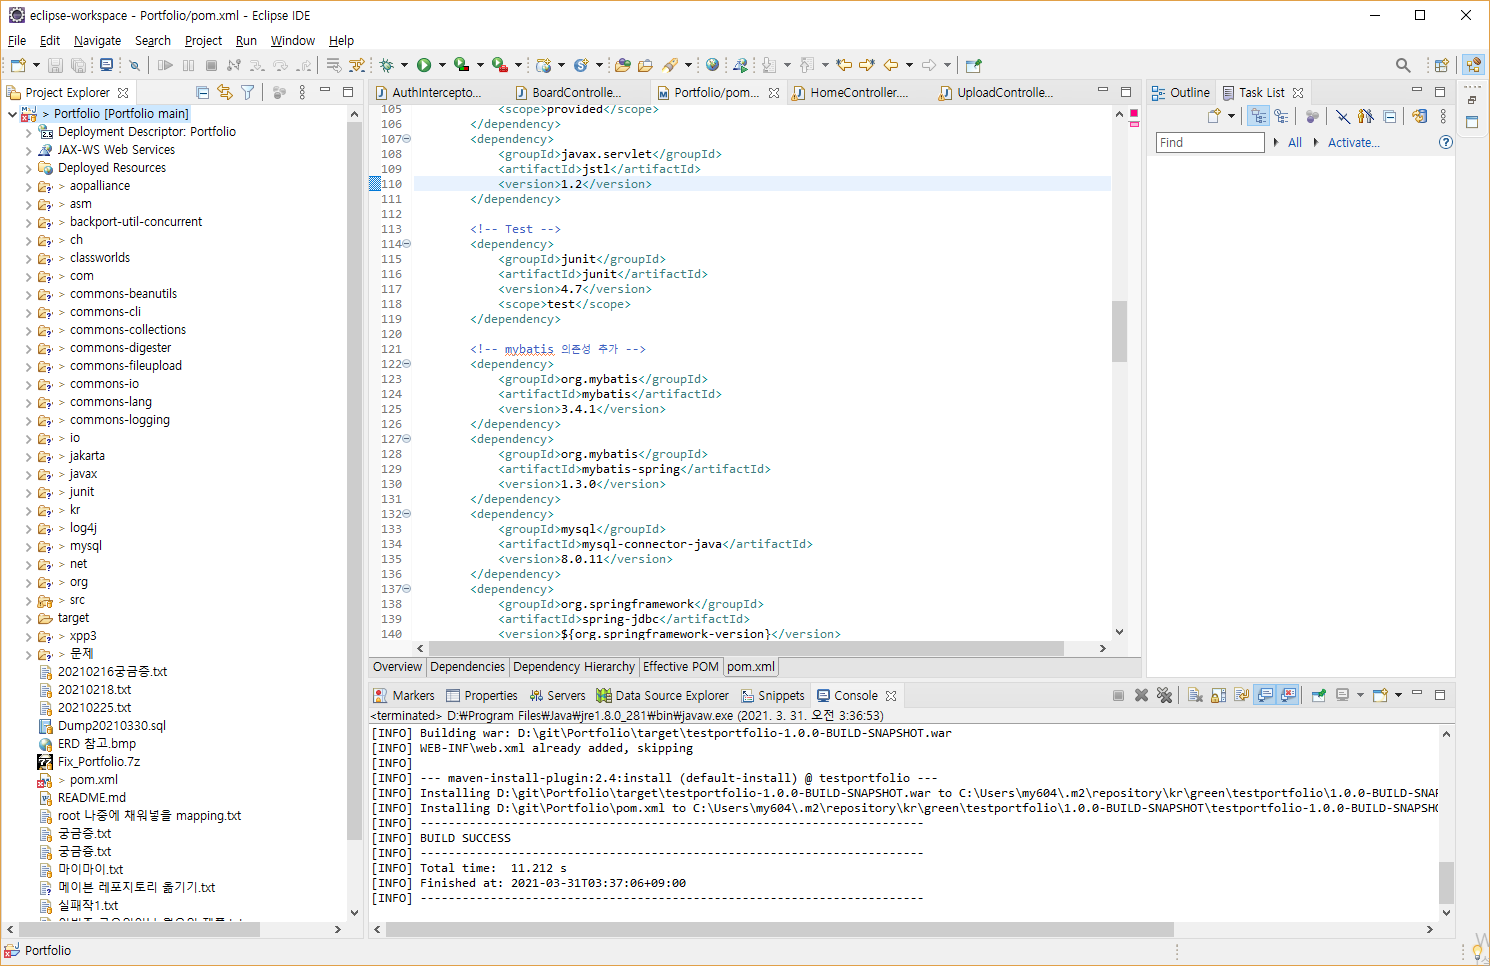 eclipse-workspace - Portfolio/pom.xml - Eclipse IDE
File Edit Navigate Search Project Run Window Help
Project Explorer
> Portfolio [Portfolio main]
Deployment Descriptor: Portfolio
JAX-WS Web Services
Deployed Resources
> aopalliance
> asm
> backport-util-concurrent
> ch
> classworlds
> com
> commons-beanutils
> commons-cli
> commons-collections
> commons-digester
> commons-fileupload
> commons-io
> commons-lang
> commons-logging
> io
> jakarta
> javax
> junit
> kr
> log4j
> mysql
> net
> org
> src
target
> xpp3
> 문제
20210216궁금증.txt
20210218.txt
20210225.txt
Dump20210330.sql
ERD 참고.bmp
Fix_Portfolio.7z
> pom.xml
README.md
root 나중에 채워넣을 mapping.txt
궁금증.txt
궁금증.txt
마이마이.txt
메이븐 레포지토리 옮기기.txt
실패작1.txt
AuthIntercepto... BoardControlle... Portfolio/pom... HomeController.... UploadControlle...
105 <scope>provided</scope>
106 </dependency>
107 <dependency>
108 <groupId>javax.servlet</groupId>
109 <artifactId>jstl</artifactId>
110 <version>1.2</version>
111 </dependency>
112
113 <!-- Test -->
114 <dependency>
115 <groupId>junit</groupId>
116 <artifactId>junit</artifactId>
117 <version>4.7</version>
118 <scope>test</scope>
119 </dependency>
120
121 <!-- mybatis 의존성 추가 -->
122 <dependency>
123 <groupId>org.mybatis</groupId>
124 <artifactId>mybatis</artifactId>
125 <version>3.4.1</version>
126 </dependency>
127 <dependency>
128 <groupId>org.mybatis</groupId>
129 <artifactId>mybatis-spring</artifactId>
130 <version>1.3.0</version>
131 </dependency>
132 <dependency>
133 <groupId>mysql</groupId>
134 <artifactId>mysql-connector-java</artifactId>
135 <version>8.0.11</version>
136 </dependency>
137 <dependency>
138 <groupId>org.springframework</groupId>
139 <artifactId>spring-jdbc</artifactId>
140 <version>${org.springframework-version}</version>
Overview Dependencies Dependency Hierarchy Effective POM pom.xml
Outline Task List
Find All Activate...
Markers Properties Servers Data Source Explorer Snippets Console
<terminated> D:₩Program Files₩Java₩jre1.8.0_281₩bin₩javaw.exe (2021. 3. 31. 오전 3:36:53)
[INFO] Building war: D:\git\Portfolio\target\testportfolio-1.0.0-BUILD-SNAPSHOT.war
[INFO] WEB-INF\web.xml already added, skipping
[INFO]
[INFO] --- maven-install-plugin:2.4:install (default-install) @ testportfolio ---
[INFO] Installing D:\git\Portfolio\target\testportfolio-1.0.0-BUILD-SNAPSHOT.war to C:\Users\my604\.m2\repository\kr\green\testportfolio\1.0.0-BUILD-SNAP
[INFO] Installing D:\git\Portfolio\pom.xml to C:\Users\my604\.m2\repository\kr\green\testportfolio\1.0.0-BUILD-SNAPSHOT\testportfolio-1.0.0-BUILD-SNAPSHO
[INFO] ------------------------------------------------------------------------
[INFO] BUILD SUCCESS
[INFO] ------------------------------------------------------------------------
[INFO] Total time:  11.212 s
[INFO] Finished at: 2021-03-31T03:37:06+09:00
[INFO] ------------------------------------------------------------------------
Portfolio